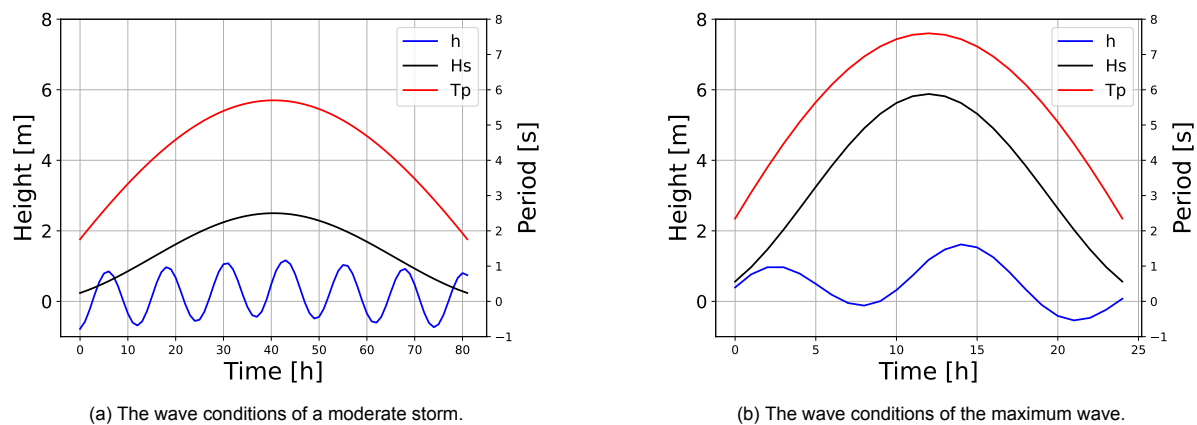 8
6
4
2
0
Height [m]
h
Hs
Tp
8
7
6
5
4
3
2
1
0
−1
Period [s]
0 10 20 30 40 50 60 70 80
Time [h]
(a) The wave conditions of a moderate storm.
8
6
4
2
0
Height [m]
h
Hs
Tp
8
7
6
5
4
3
2
1
0
−1
Period [s]
0 5 10 15 20 25
Time [h]
(b) The wave conditions of the maximum wave.